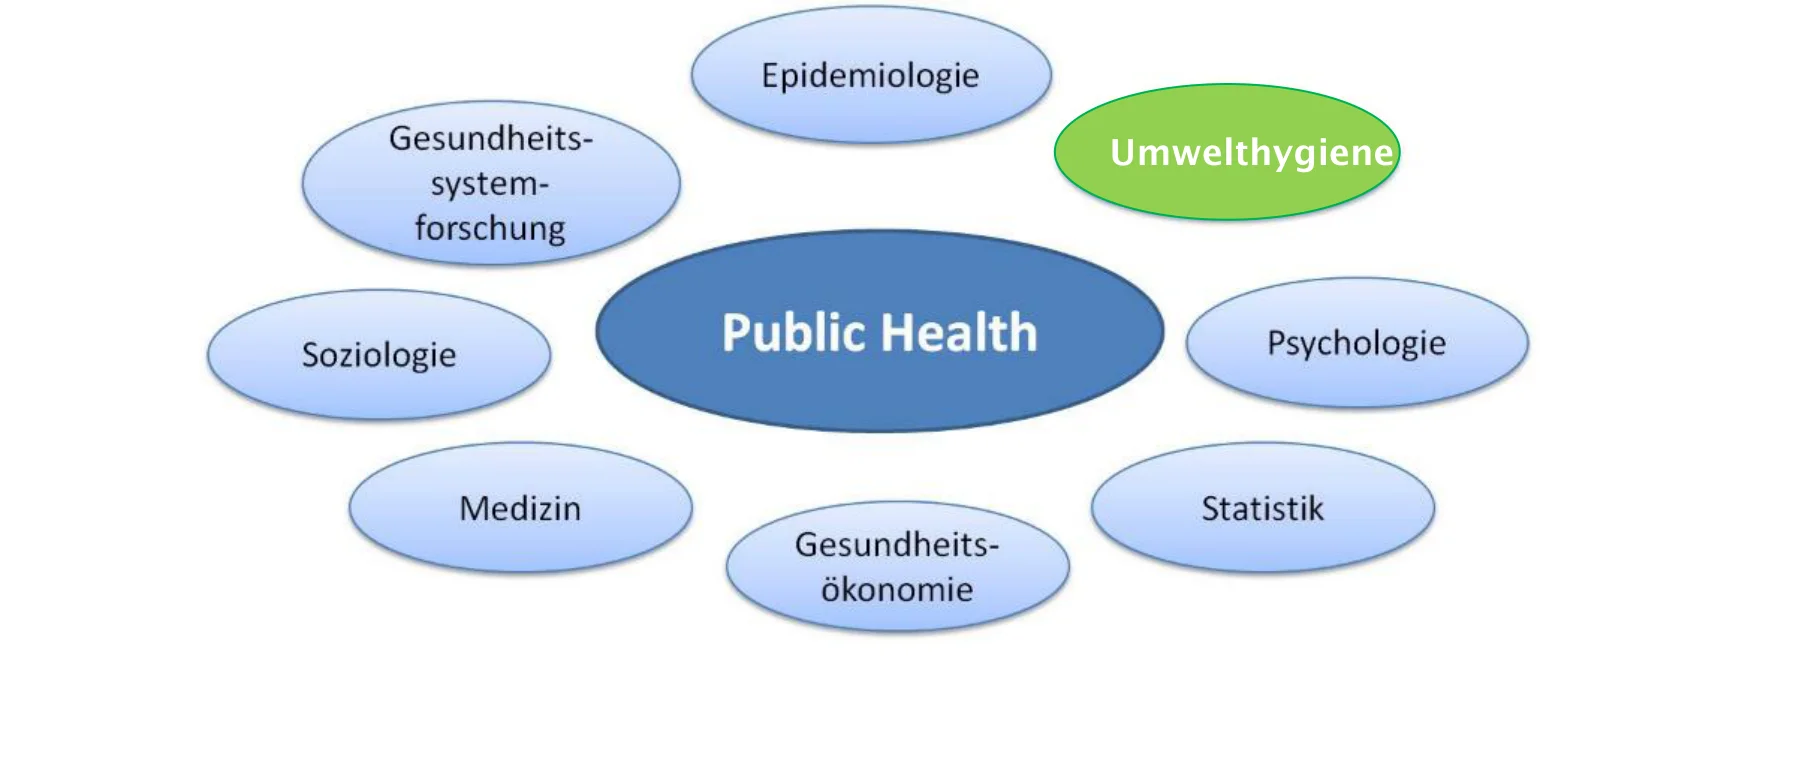 Epidemiologie
Umwelthygiene
Gesundheits-
system-
forschung
Public Health
Psychologie
Soziologie
Medizin
Statistik
Gesundheits-
ökonomie